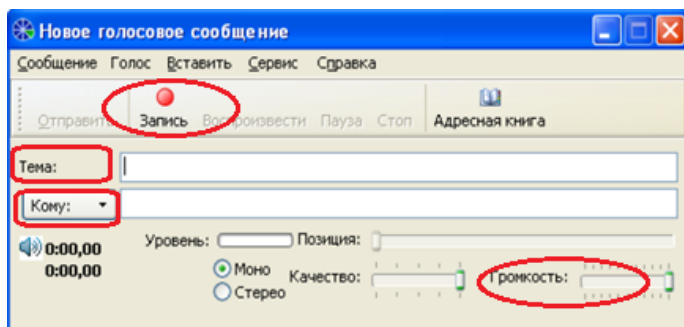 Новое голосовое сообщение
Сообщение Голос Вставить Сервис Справка
Отправить Запись Воспроизвести Пауза Стоп Адресная книга
Тема:
Кому:
0:00,00 Уровень: Позиция:
0:00,00 Моно Качество: Громкость:
Стерео